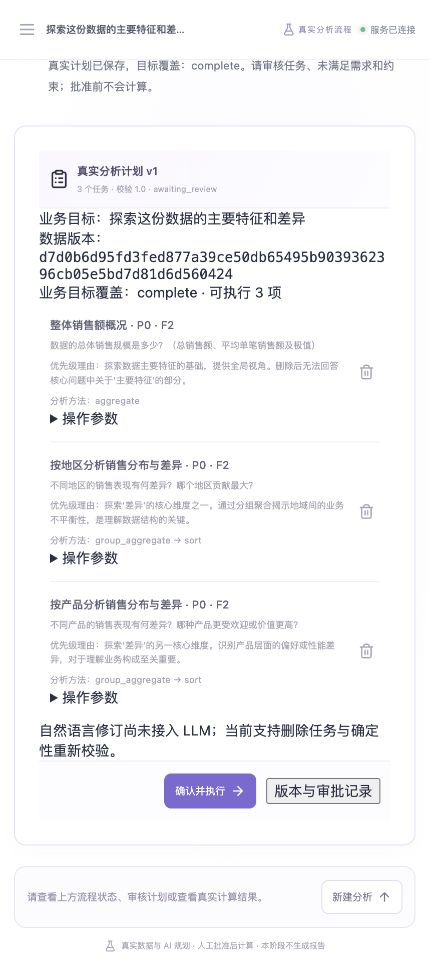 探索这份数据的主要特征和差...
真实分析流程
服务已连接
真实计划已保存，目标覆盖：complete。请审核任务、未满足需求和约
束；批准前不会计算。
真实分析计划 v1
3 个任务 · 校验 1.0 · awaiting_review
业务目标：探索这份数据的主要特征和差异
数据版本：
d7d0b6d95fd3fed877a39ce50db65495b90393623
96cb05e5bd7d81d6d560424
业务目标覆盖：complete · 可执行 3 项
整体销售额概况 · P0 · F2
数据的总体销售规模是多少？（总销售额、平均单笔销售额及极值）
优先级理由：探索数据主要特征的基础，提供全局视角。删除后无法回答
核心问题中关于'主要特征'的部分。
分析方法：aggregate
▶ 操作参数
按地区分析销售分布与差异 · P0 · F2
不同地区的销售表现有何差异？哪个地区贡献最大？
优先级理由：探索'差异'的核心维度之一，通过分组聚合揭示地域间的业务
不平衡性，是理解数据结构的关键。
分析方法：group_aggregate → sort
▶ 操作参数
按产品分析销售分布与差异 · P0 · F2
不同产品的销售表现有何差异？哪种产品更受欢迎或价值更高？
优先级理由：探索'差异'的另一核心维度，识别产品层面的偏好或性能差
异，对于理解业务构成至关重要。
分析方法：group_aggregate → sort
▶ 操作参数
自然语言修订尚未接入 LLM；当前支持删除任务与确定
性重新校验。
确认并执行 →
版本与审批记录
请查看上方流程状态、审核计划或查看真实计算结果。
新建分析 ↑
真实数据与 AI 规划 · 人工批准后计算 · 本阶段不生成报告